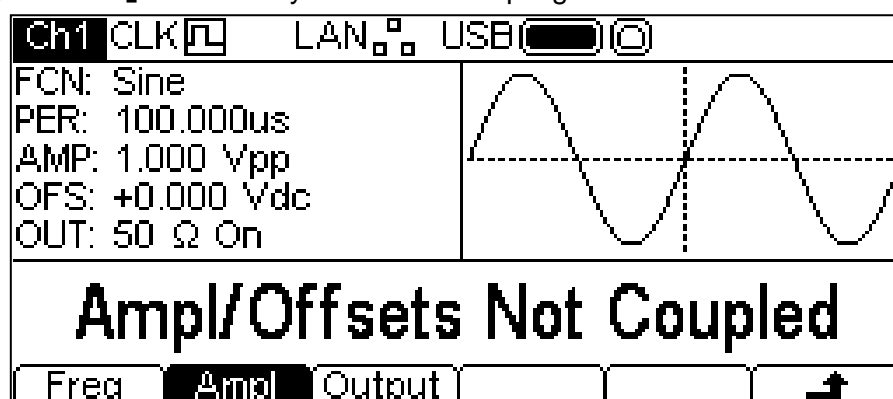 Ch1 CLK LAN USB
FCN: Sine
PER: 100.000us
AMP: 1.000 Vpp
OFS: +0.000 Vdc
OUT: 50 Ω On
Ampl/Offsets Not Coupled
Freq Ampl Output